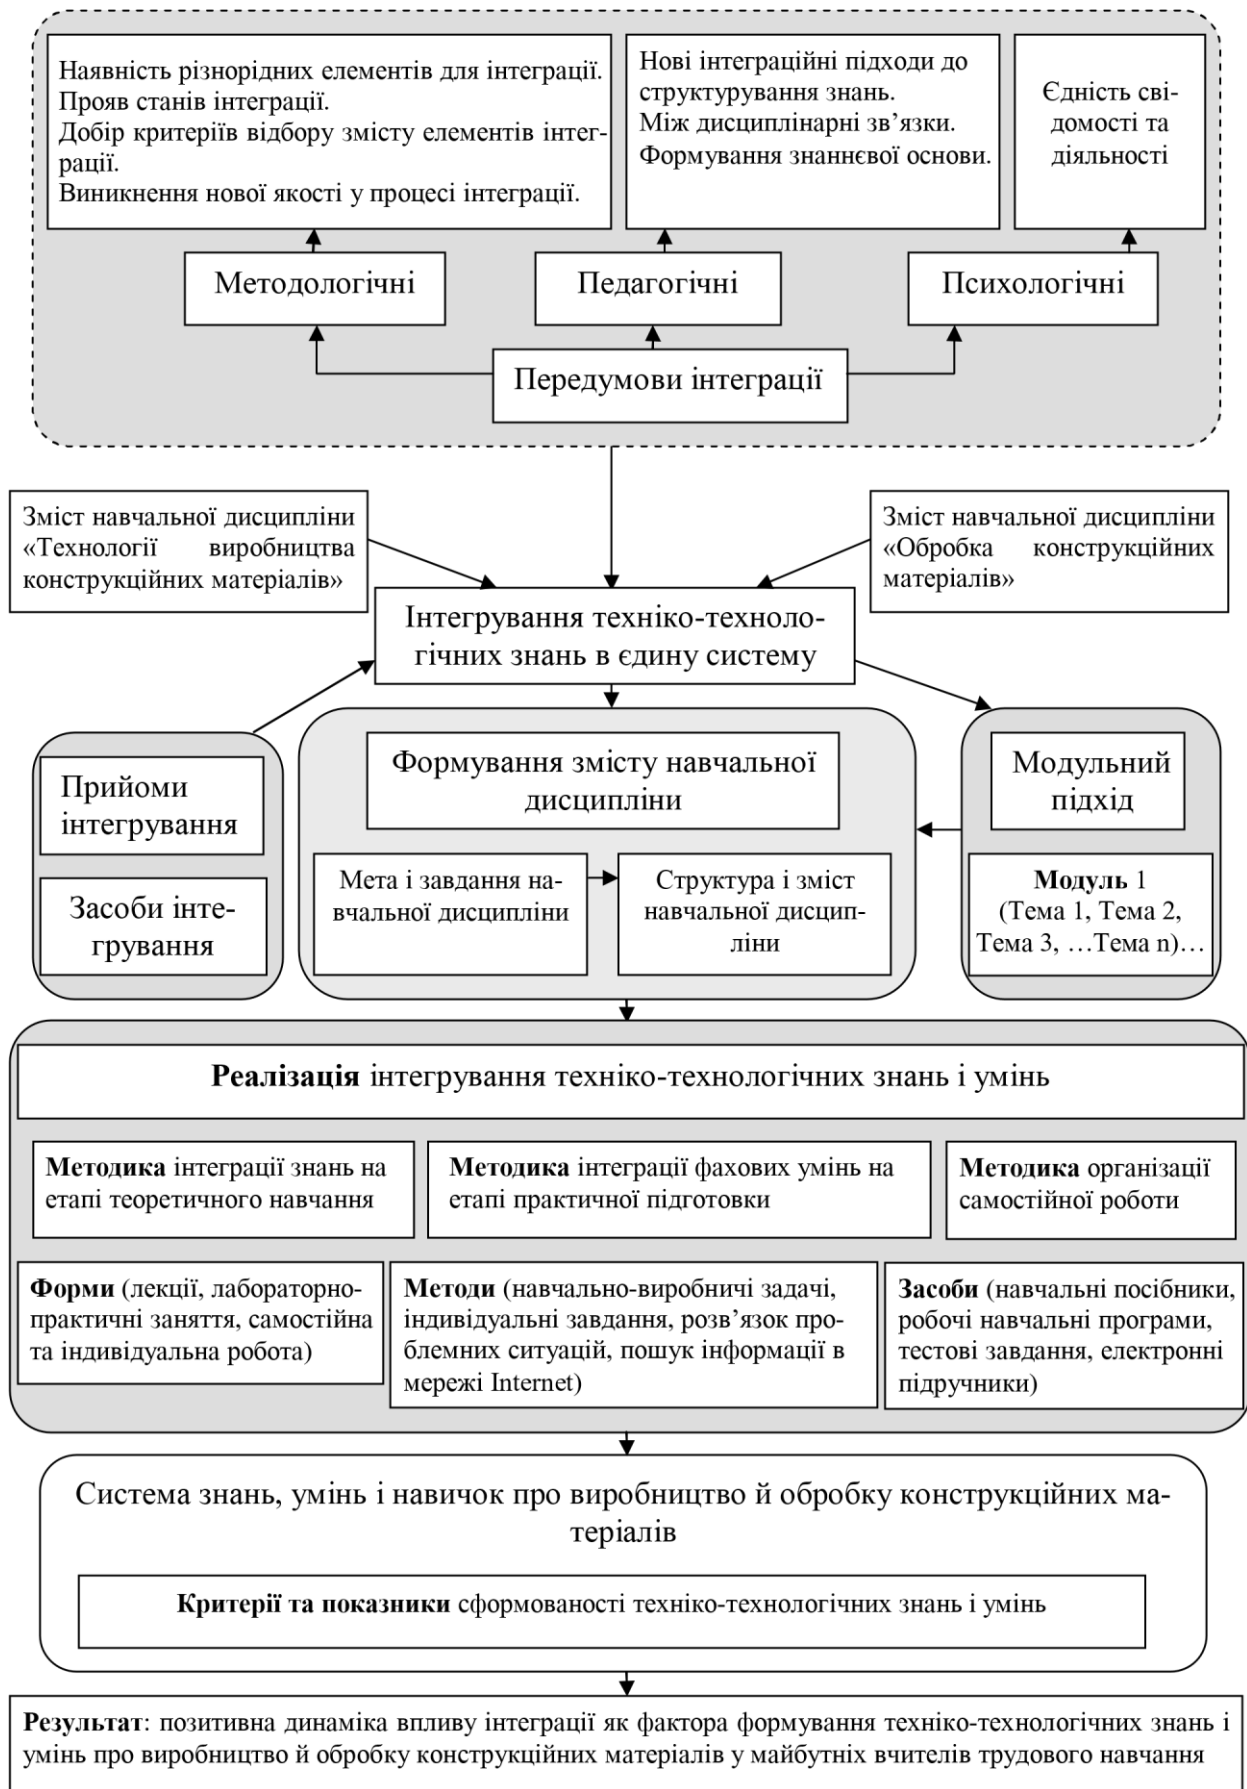 Наявність різнорідних елементів для інтеграції.
Прояв станів інтеграції.
Добір критеріїв відбору змісту елементів інтег-
рації.
Виникнення нової якості у процесі інтеграції.
Нові інтеграційні підходи до
структурування знань.
Між дисциплінарні зв’язки.
Формування знаннєвої основи.
Єдність сві-
домості та
діяльності
Методологічні
Педагогічні
Психологічні
Передумови інтеграції
Зміст навчальної дисципліни
«Технології виробництва
конструкційних матеріалів»
Зміст навчальної дисципліни
«Обробка конструкційних
матеріалів»
Інтегрування техніко-техноло-
гічних знань в єдину систему
Прийоми
інтегрування
Засоби інте-
грування
Формування змісту навчальної
дисципліни
Мета і завдання на-
вчальної дисципліни
Структура і зміст
навчальної дисцип-
ліни
Модульний
підхід
Модуль 1
(Тема 1, Тема 2,
Тема 3, …Тема n)…
Реалізація інтегрування техніко-технологічних знань і умінь
Методика інтеграції знань на
етапі теоретичного навчання
Методика інтеграції фахових умінь на
етапі практичної підготовки
Методика організації
самостійної роботи
Форми (лекції, лабораторно-
практичні заняття, самостійна
та індивідуальна робота)
Методи (навчально-виробничі задачі,
індивідуальні завдання, розв’язок про-
блемних ситуацій, пошук інформації в
мережі Internet)
Засоби (навчальні посібники,
робочі навчальні програми,
тестові завдання, електронні
підручники)
Система знань, умінь і навичок про виробництво й обробку конструкційних ма-
теріалів
Критерії та показники сформованості техніко-технологічних знань і умінь
Результат: позитивна динаміка впливу інтеграції як фактора формування техніко-технологічних знань і
умінь про виробництво й обробку конструкційних матеріалів у майбутніх вчителів трудового навчання